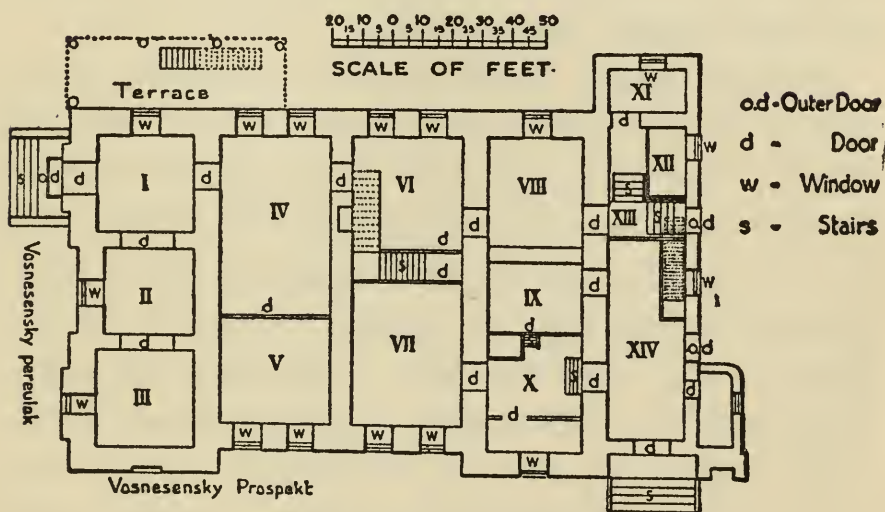 20 15 10 5 0 5 10 15 20 25 30 35 40 45 50
SCALE OF FEET.
Terrace
o.d - Outer Door
d - Door
w - Window
s - Stairs
W W W W W W W
XI
d
XII W
I d IV d VI VIII
S o d d
S
XIII S o d
d d d d d
S d
W II IX d W
d d
V VII XIV o d
W III X S d d d
d
W W W W W d
S
Vosnesensky pereulak
Vosnesensky Prospekt